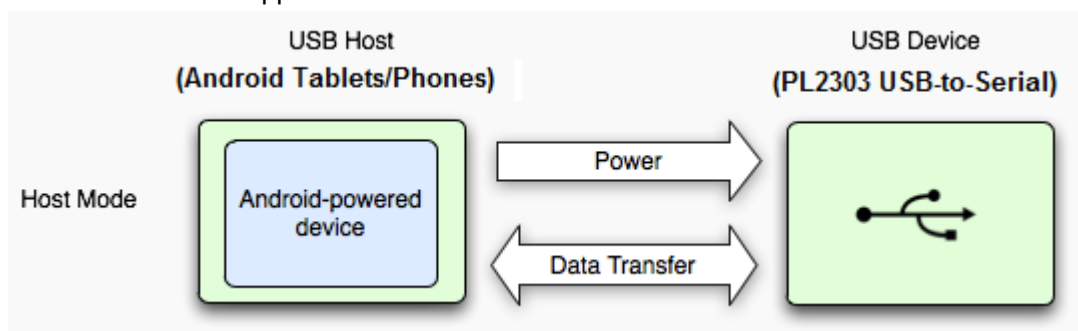 USB Host
USB Device
(Android Tablets/Phones)
(PL2303 USB-to-Serial)
Power
Host Mode
Android-powered
device
Data Transfer